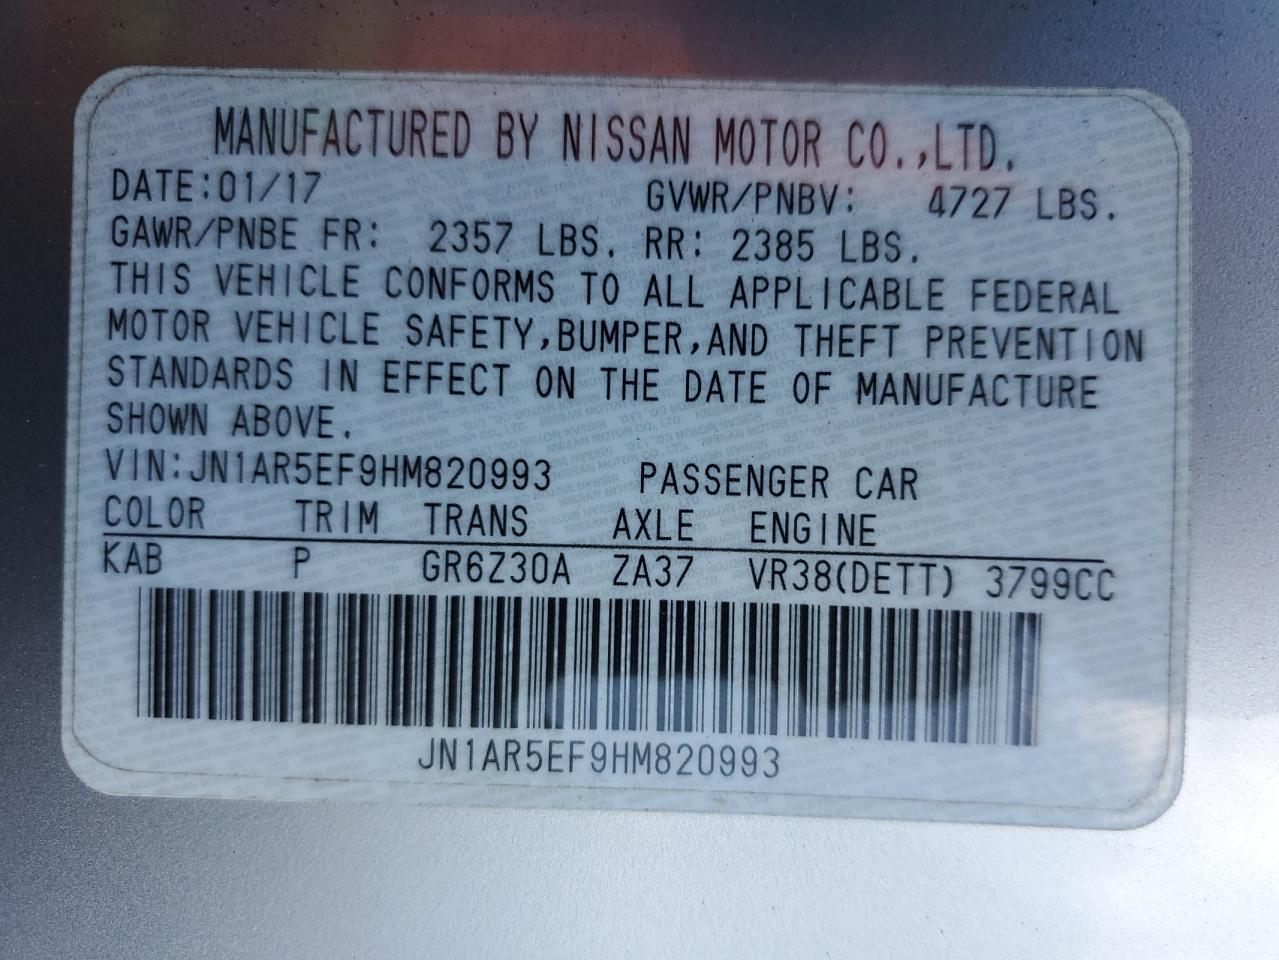 MANUFACTURED BY NISSAN MOTOR CO.,LTD.
DATE:01/17 GVWR/PNBV: 4727 LBS.
GAWR/PNBE FR: 2357 LBS. RR: 2385 LBS.
THIS VEHICLE CONFORMS TO ALL APPLICABLE FEDERAL
MOTOR VEHICLE SAFETY,BUMPER,AND THEFT PREVENTION
STANDARDS IN EFFECT ON THE DATE OF MANUFACTURE
SHOWN ABOVE.
VIN:JN1AR5EF9HM820993 PASSENGER CAR
COLOR TRIM TRANS AXLE ENGINE
KAB P GR6Z30A ZA37 VR38(DETT) 3799CC
JN1AR5EF9HM820993